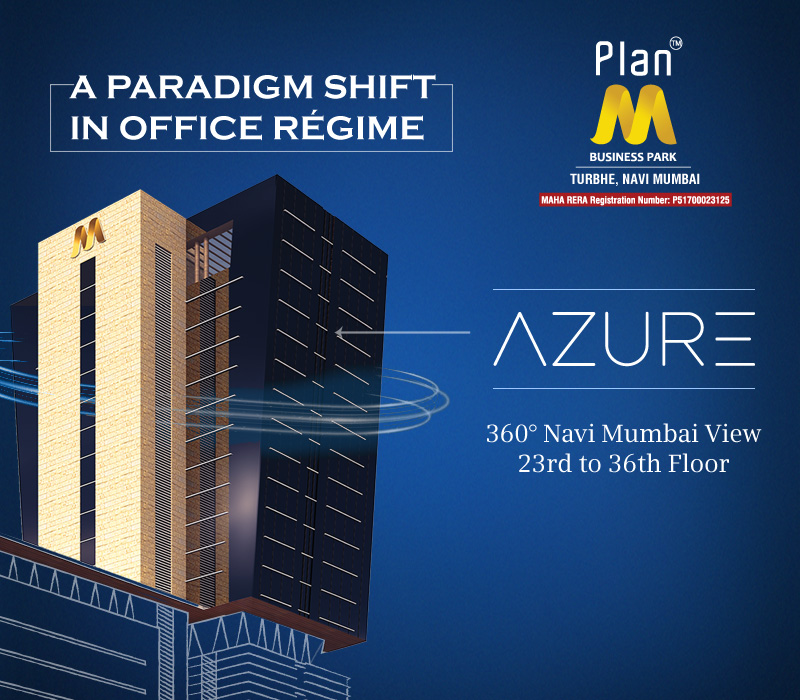 A PARADIGM SHIFT
IN OFFICE RÉGIME
Plan™
M
BUSINESS PARK
TURBHE, NAVI MUMBAI
MAHA RERA Registration Number: P51700023125
M
AZURE
360° Navi Mumbai View
23rd to 36th Floor